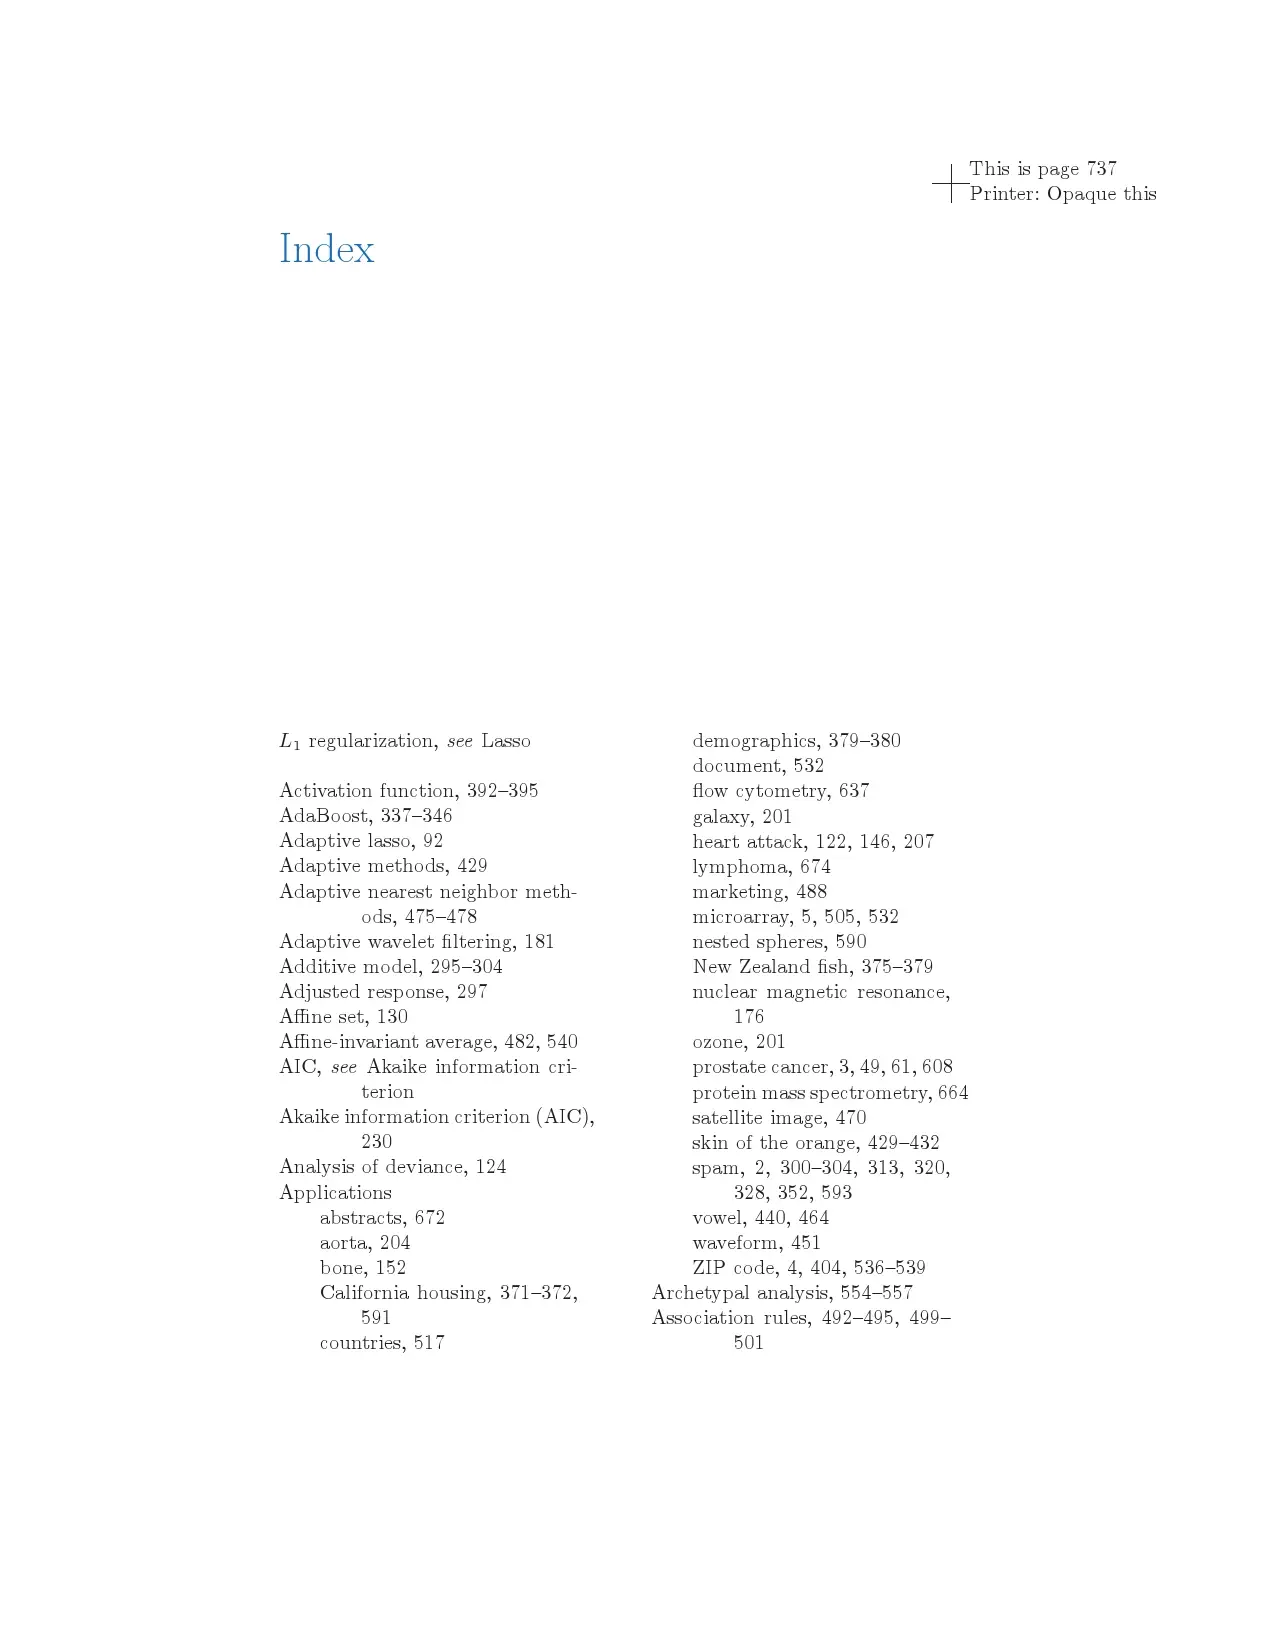 This is page 737
Printer: Opaque this
Index
L1 regularization, see Lasso
Activation function, 392–395
AdaBoost, 337–346
Adaptive lasso, 92
Adaptive methods, 429
Adaptive nearest neighbor meth-
ods, 475–478
Adaptive wavelet filtering, 181
Additive model, 295–304
Adjusted response, 297
Affine set, 130
Affine-invariant average, 482, 540
AIC, see Akaike information cri-
terion
Akaike information criterion (AIC),
230
Analysis of deviance, 124
Applications
abstracts, 672
aorta, 204
bone, 152
California housing, 371–372,
591
countries, 517
demographics, 379–380
document, 532
flow cytometry, 637
galaxy, 201
heart attack, 122, 146, 207
lymphoma, 674
marketing, 488
microarray, 5, 505, 532
nested spheres, 590
New Zealand fish, 375–379
nuclear magnetic resonance,
176
ozone, 201
prostate cancer, 3, 49, 61, 608
protein mass spectrometry, 664
satellite image, 470
skin of the orange, 429–432
spam, 2, 300–304, 313, 320,
328, 352, 593
vowel, 440, 464
waveform, 451
ZIP code, 4, 404, 536–539
Archetypal analysis, 554–557
Association rules, 492–495, 499–
501